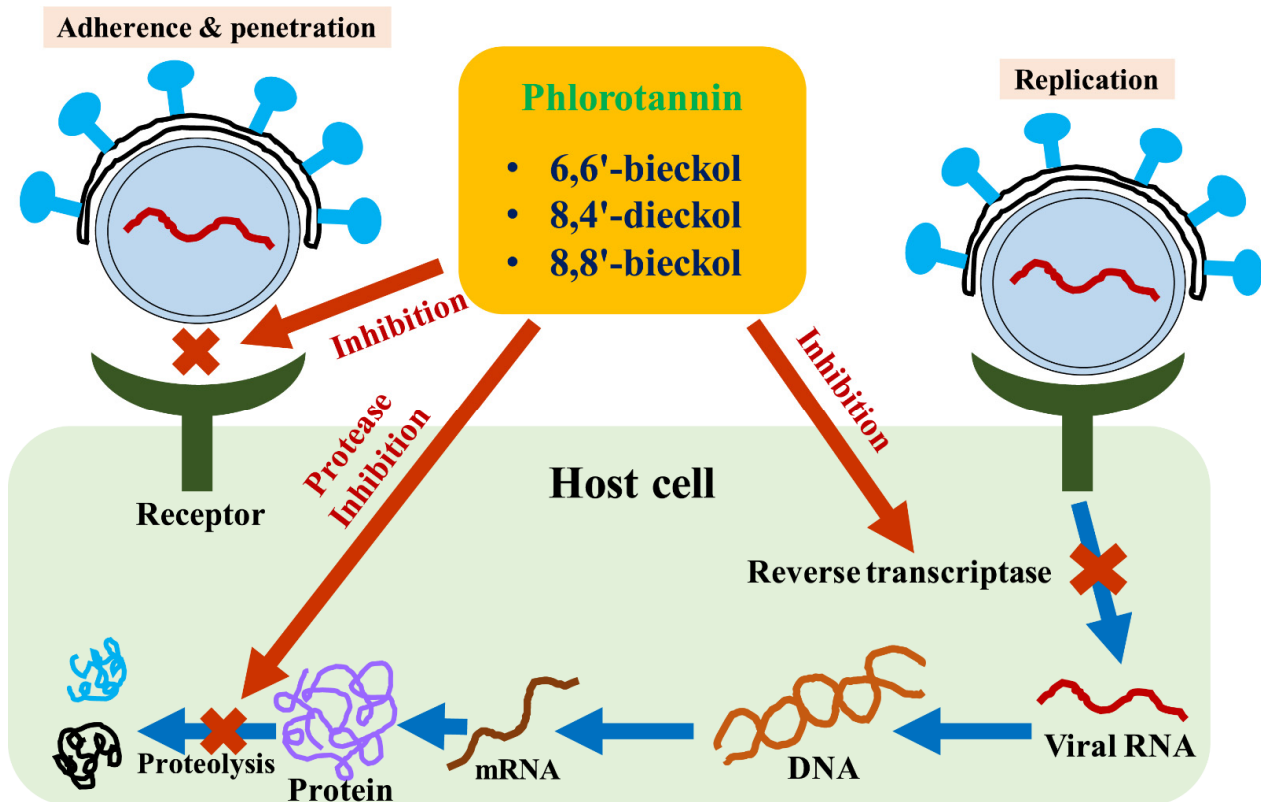 Adherence & penetration
Phlorotannin
• 6,6'-bieckol
• 8,4'-dieckol
• 8,8'-bieckol
Replication
Inhibition
Protease
Inhibition
Inhibition
Host cell
Receptor
Reverse transcriptase
Proteolysis
Protein
mRNA
DNA
Viral RNA